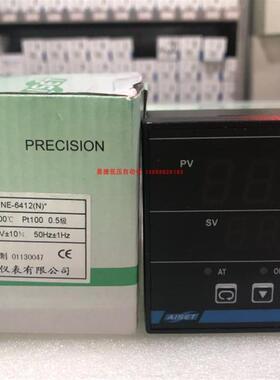 PRECISION
NE-6412(N)*
00℃ Pt100 0.5级
V±10% 50Hz±1Hz
制 01130047
仪表有限公司
PV
SV
AT
AISET